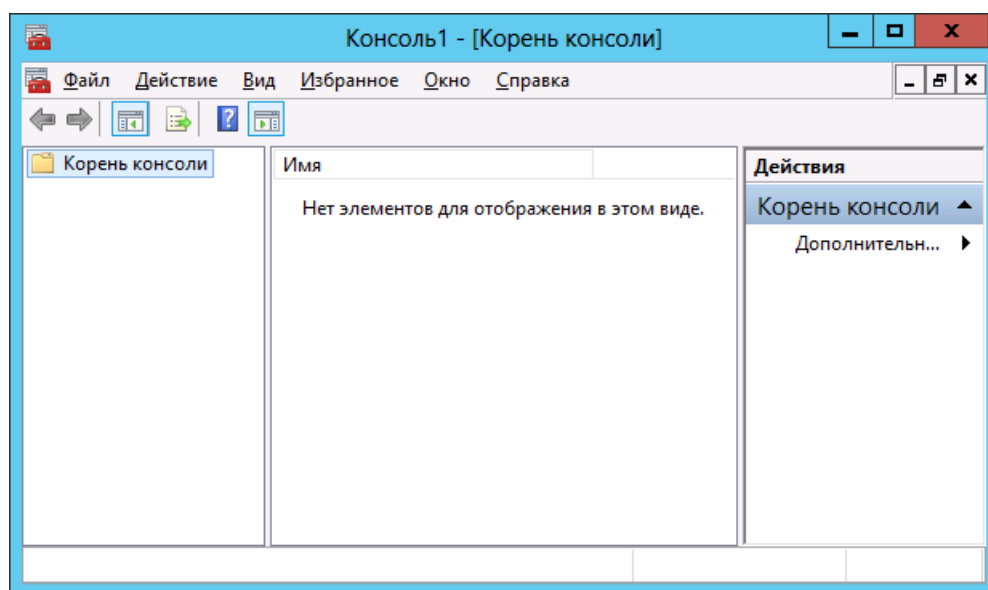 Консоль1 - [Корень консоли]
Файл Действие Вид Избранное Окно Справка
Корень консоли
Имя
Нет элементов для отображения в этом виде.
Действия
Корень консоли
Дополнительн...